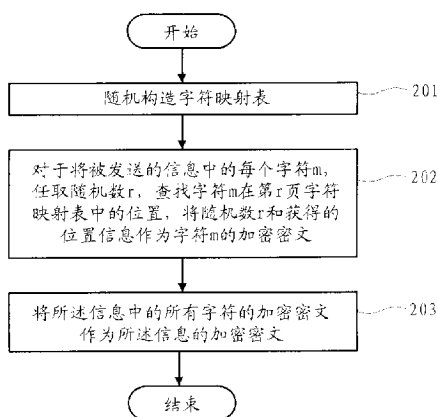 开始
随机构造字符映射表
201
对于将被发送的信息中的每个字符m,
任取随机数r，查找字符m在第r页字符
映射表中的位置，将随机数r和获得的
位置信息作为字符m的加密密文
202
将所述信息中的所有字符的加密密文
作为所述信息的加密密文
203
结束